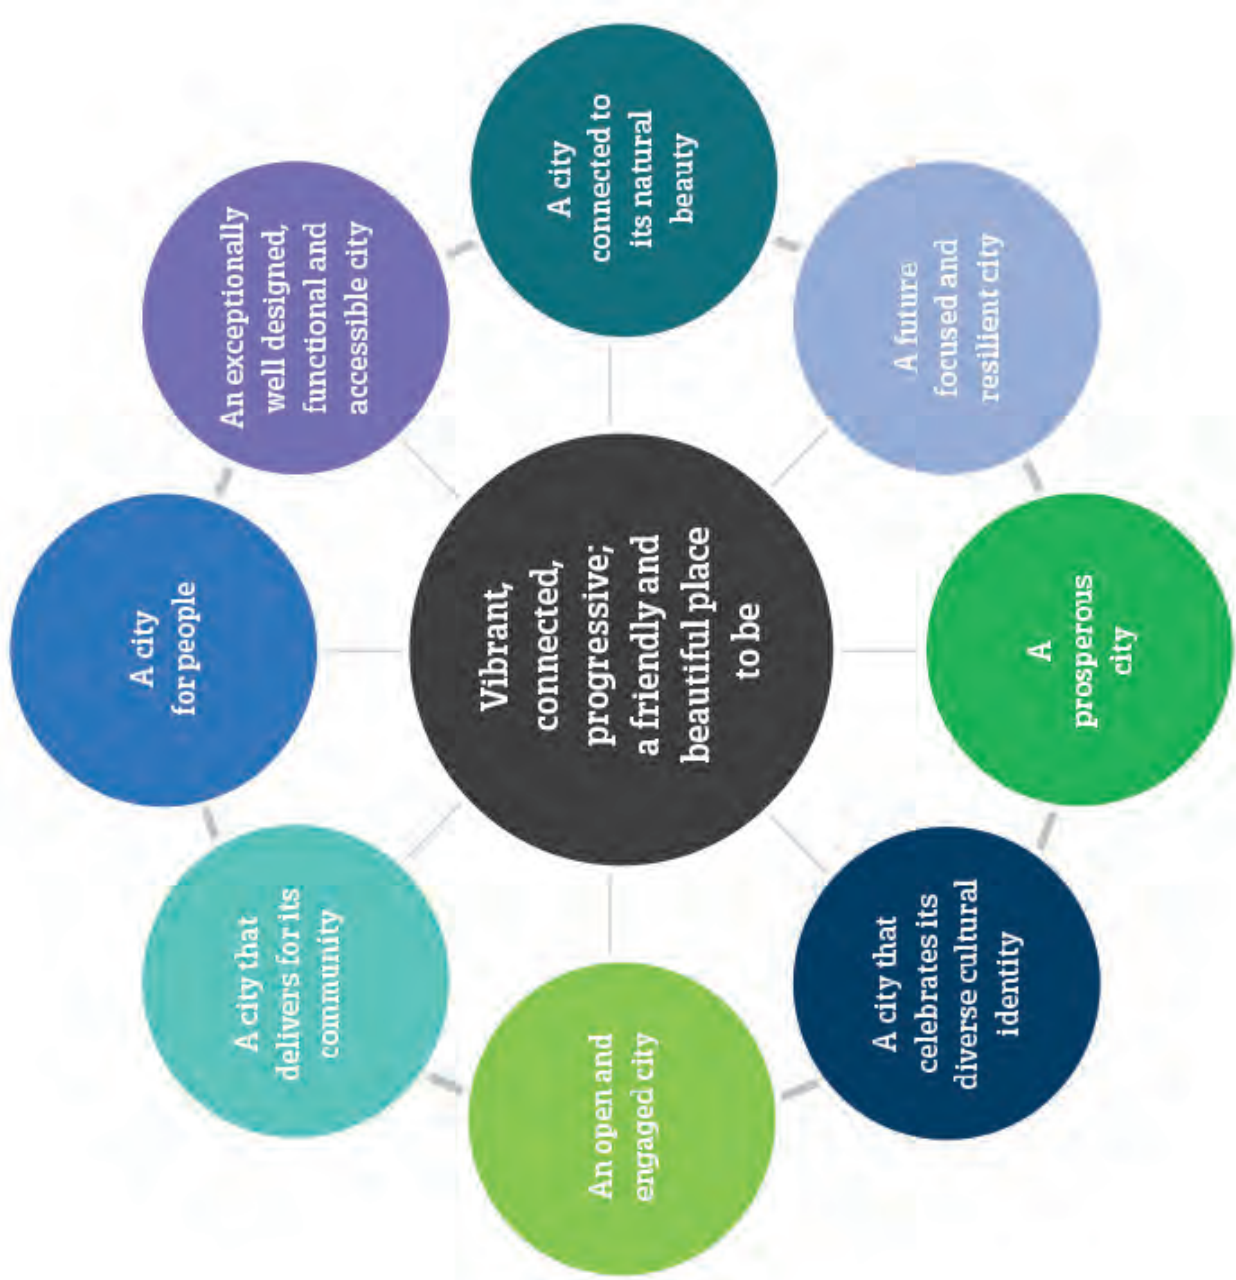 Vibrant,
connected,
progressive;
a friendly and
beautiful place
to be
A city
for people
An exceptionally
well designed,
functional and
accessible city
A city
connected to
its natural
beauty
A future
focused and
resilient city
A
prosperous
city
A city that
celebrates its
diverse cultural
identity
An open and
engaged city
A city that
delivers for its
community